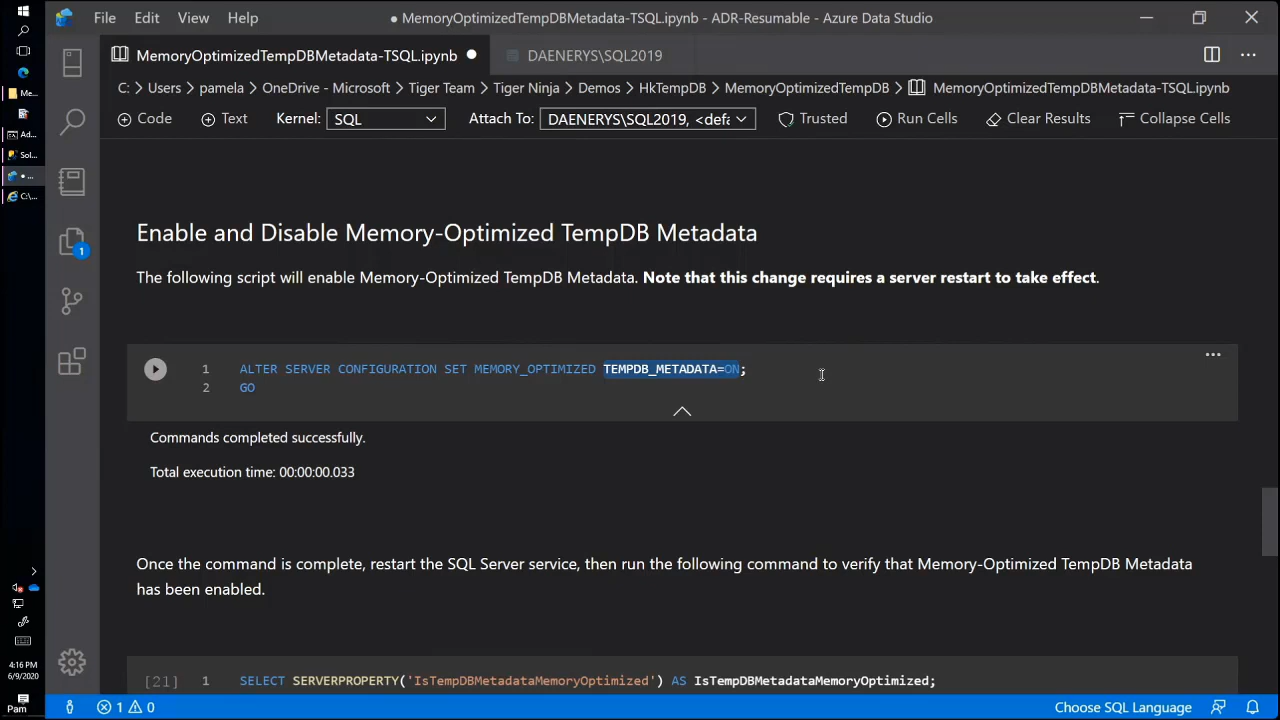 File Edit View Help
● MemoryOptimizedTempDBMetadata-TSQL.ipynb - ADR-Resumable - Azure Data Studio
MemoryOptimizedTempDBMetadata-TSQL.ipynb ●
DAENERYS\SQL2019
C: > Users > pamela > OneDrive - Microsoft > Tiger Team > Tiger Ninja > Demos > HkTempDB > MemoryOptimizedTempDB > MemoryOptimizedTempDBMetadata-TSQL.ipynb
Code Text Kernel: SQL Attach To: DAENERYS\SQL2019, <defa Trusted Run Cells Clear Results Collapse Cells
Enable and Disable Memory-Optimized TempDB Metadata
The following script will enable Memory-Optimized TempDB Metadata. Note that this change requires a server restart to take effect.
1 ALTER SERVER CONFIGURATION SET MEMORY_OPTIMIZED TEMPDB_METADATA=ON;
2 GO
Commands completed successfully.
Total execution time: 00:00:00.033
Once the command is complete, restart the SQL Server service, then run the following command to verify that Memory-Optimized TempDB Metadata
has been enabled.
[21] 1 SELECT SERVERPROPERTY('IsTempDBMetadataMemoryOptimized') AS IsTempDBMetadataMemoryOptimized;
1 0
Choose SQL Language
Me...
Ad...
Sol...
● ...
C:\...
1
4:16 PM
6/9/2020
Pam